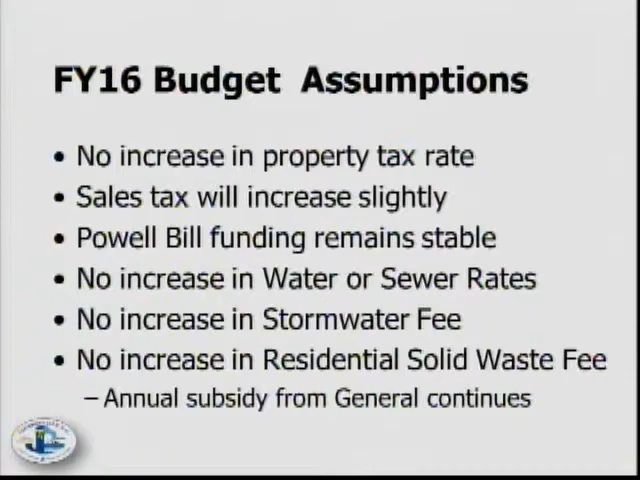 FY16 Budget Assumptions
• No increase in property tax rate
• Sales tax will increase slightly
• Powell Bill funding remains stable
• No increase in Water or Sewer Rates
• No increase in Stormwater Fee
• No increase in Residential Solid Waste Fee
– Annual subsidy from General continues